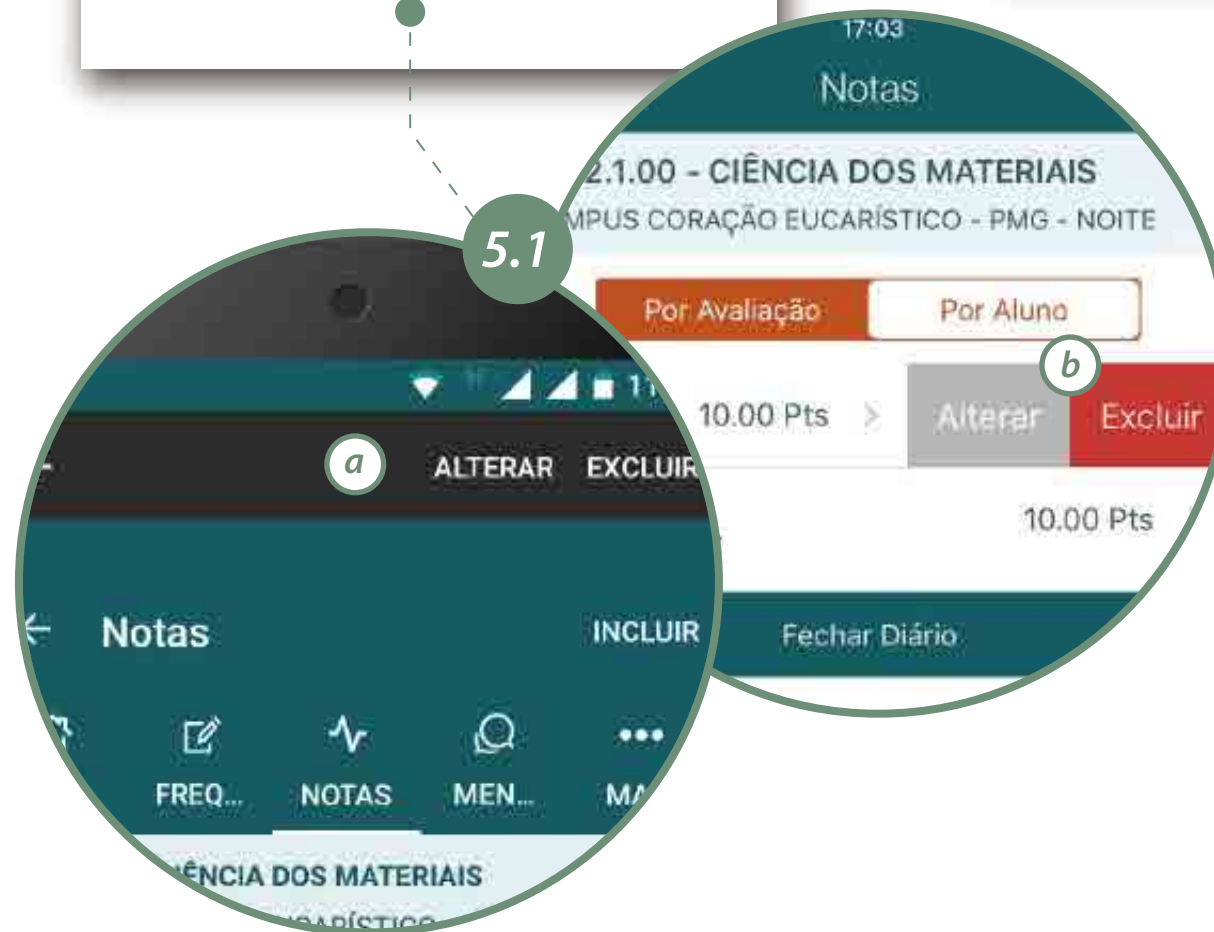 17:03
Notas
2.1.00 - CIÊNCIA DOS MATERIAIS
MPUS CORAÇÃO EUCARÍSTICO - PMG - NOITE
5.1
Por Avaliação Por Aluno
b
10.00 Pts > Alterar Excluir
10.00 Pts
Fechar Diário
11
a ALTERAR EXCLUIR
Notas INCLUIR
FREQ... NOTAS MEN... MA
IÊNCIA DOS MATERIAIS